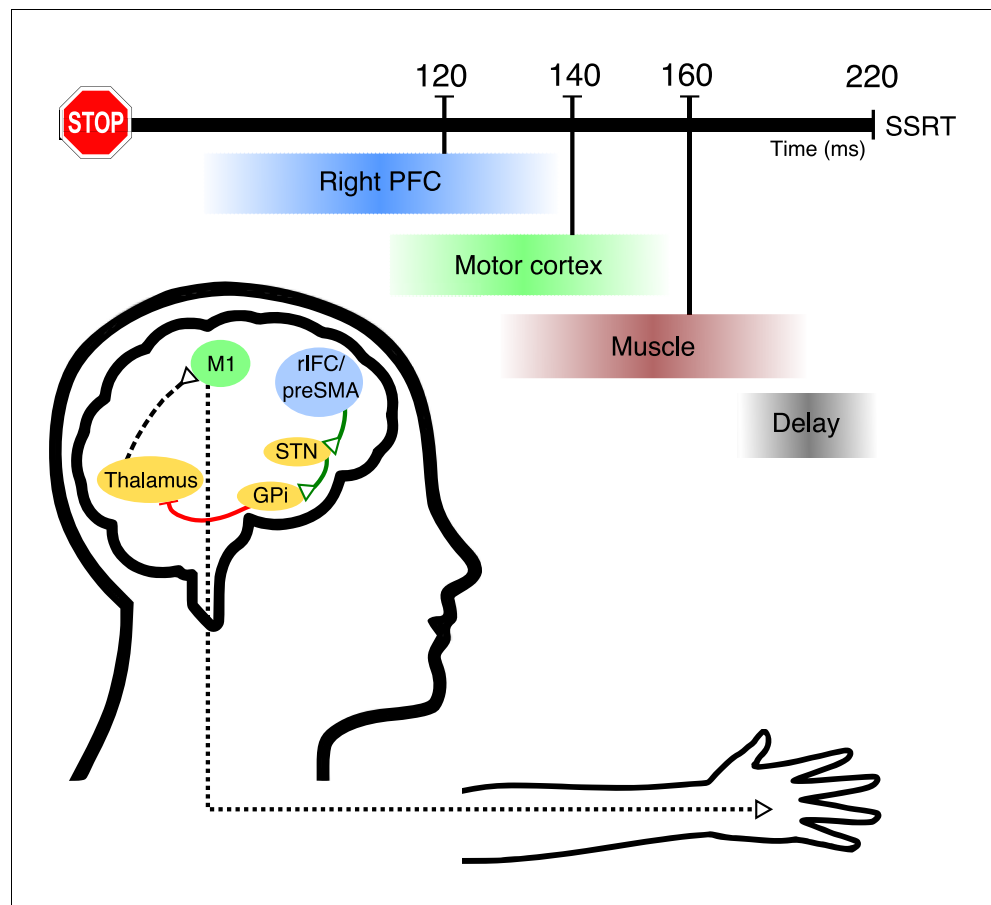 120 140 160 220
STOP
SSRT
Time (ms)
Right PFC
Motor cortex
Muscle
Delay
M1
rIFC/
preSMA
STN
Thalamus
GPi